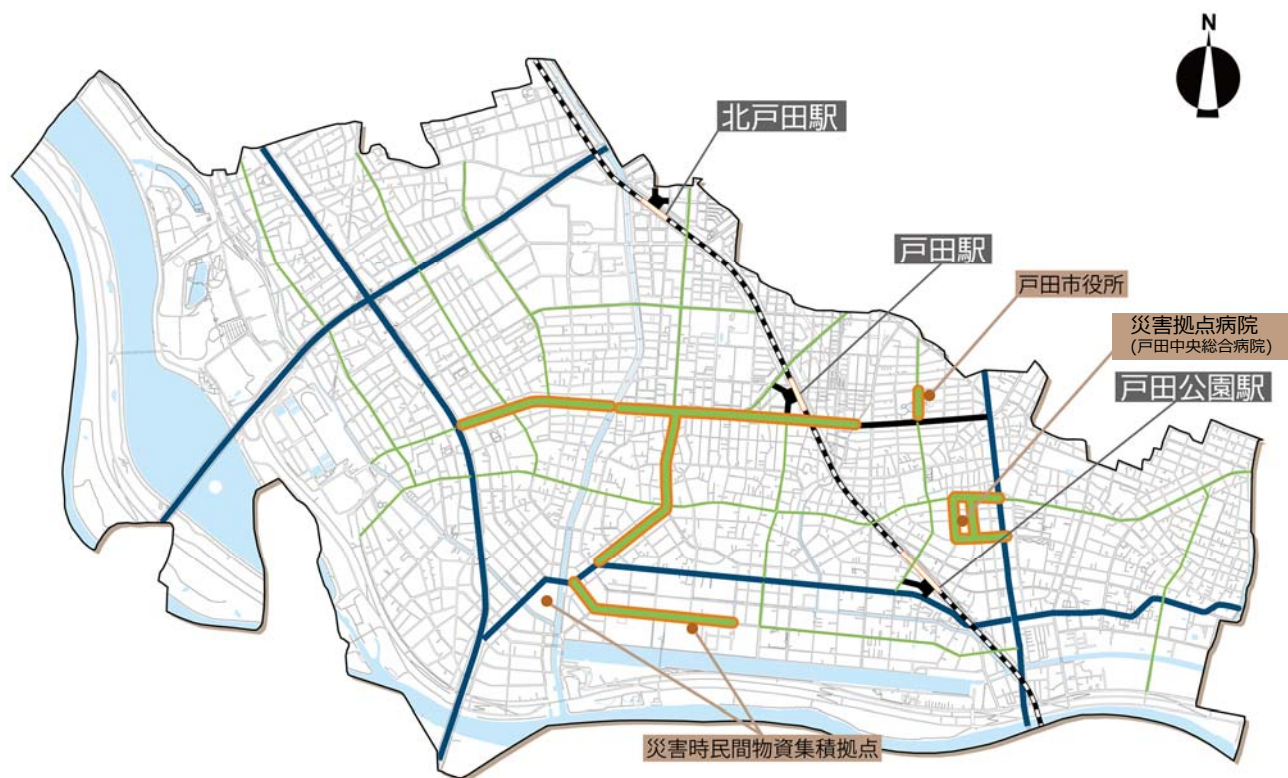 N
北戸田駅
戸田駅
戸田市役所
災害拠点病院
(戸田中央総合病院)
戸田公園駅
災害時民間物資集積拠点